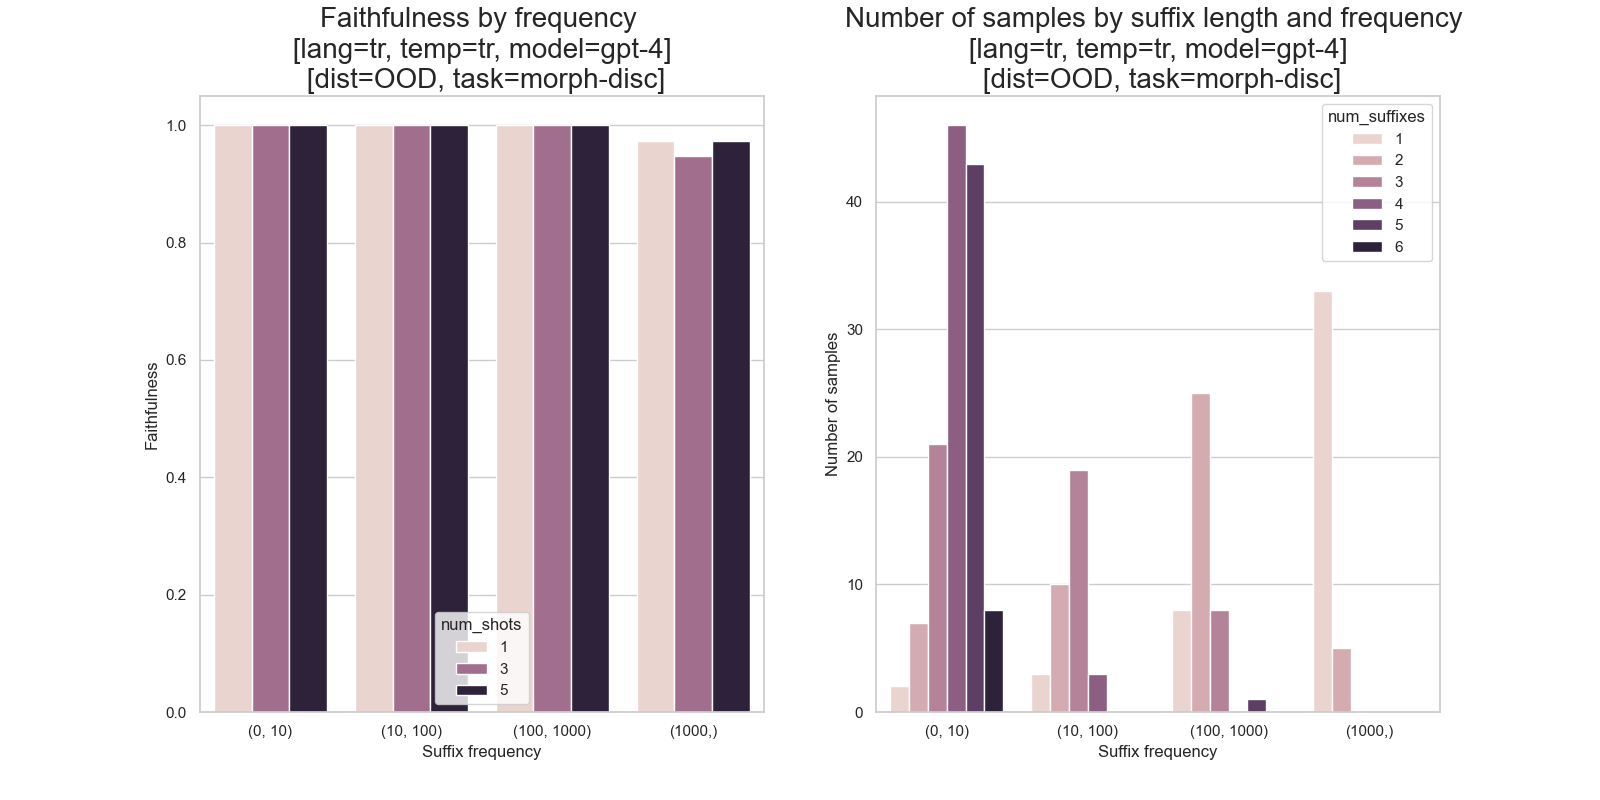 Faithfulness by frequency
[lang=tr, temp=tr, model=gpt-4]
[dist=OOD, task=morph-disc]
1.0
0.8
0.6
0.4
0.2
0.0
Faithfulness
num_shots
1
3
5
(0, 10)
(10, 100)
(100, 1000)
(1000,)
Suffix frequency
Number of samples by suffix length and frequency
[lang=tr, temp=tr, model=gpt-4]
[dist=OOD, task=morph-disc]
40
30
20
10
0
Number of samples
num_suffixes
1
2
3
4
5
6
(0, 10)
(10, 100)
(100, 1000)
(1000,)
Suffix frequency